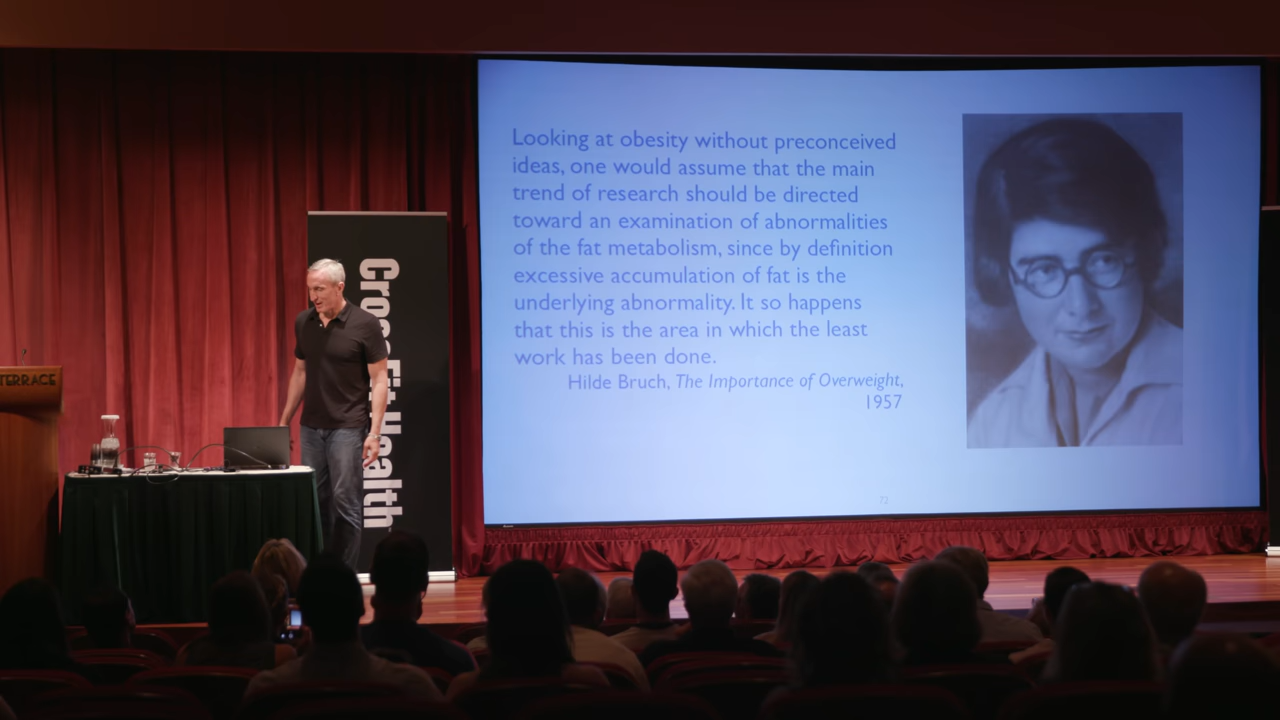 Looking at obesity without preconceived
ideas, one would assume that the main
trend of research should be directed
toward an examination of abnormalities
of the fat metabolism, since by definition
excessive accumulation of fat is the
underlying abnormality. It so happens
that this is the area in which the least
work has been done.
Hilde Bruch, The Importance of Overweight,
1957
72
CrossFit Health
TERRACE